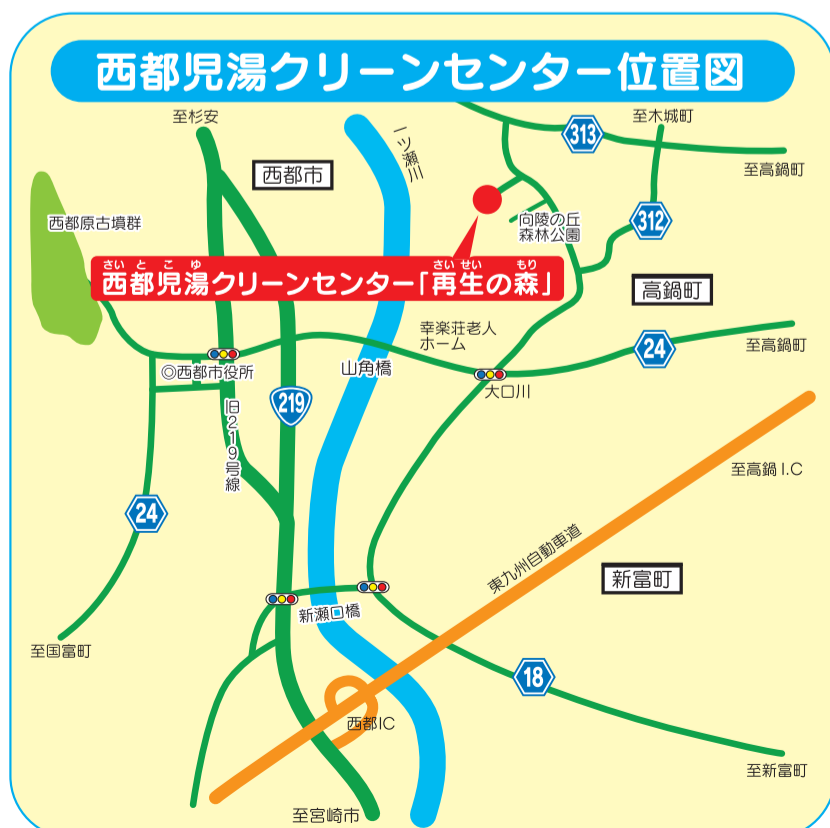 西都児湯クリーンセンター位置図
至杉安
一ツ瀬川
313
至木城町
至高鍋町
西都市
西都原古墳群
向陵の丘
森林公園
312
さいとこゆ さいせい もり
西都児湯クリーンセンター「再生の森」
高鍋町
幸楽荘老人
ホーム
24
至高鍋町
◎西都市役所
山角橋
大口川
219
旧219号線
至高鍋I.C
24
東九州自動車道
新富町
新瀬口橋
至国富町
18
西都IC
至新富町
至宮崎市